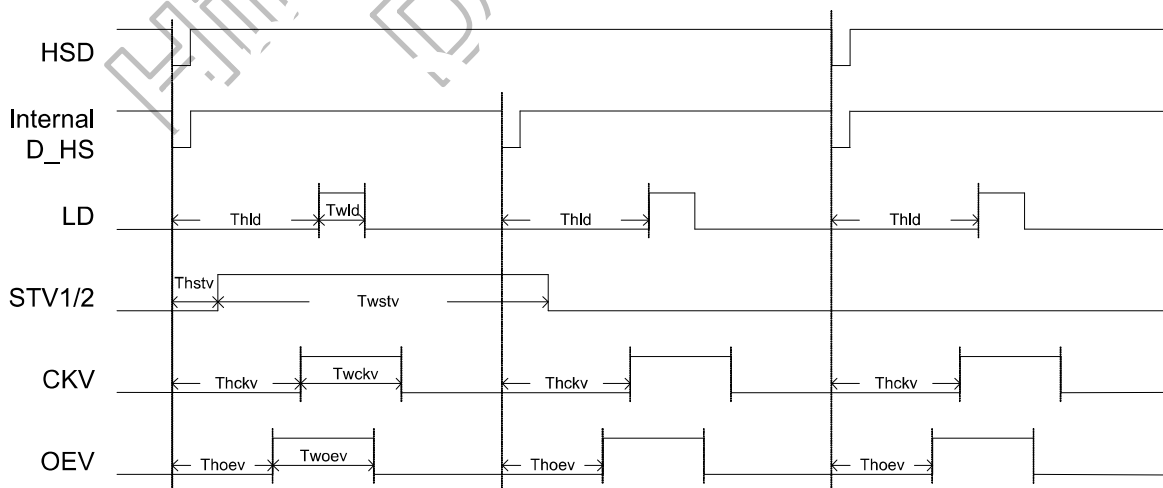 HSD
Internal
D_HS
LD
Thld
Twld
Thld
Thld
STV1/2
Thstv
Twstv
CKV
Thckv
Twckv
Thckv
Thckv
OEV
Thoev
Twoev
Thoev
Thoev